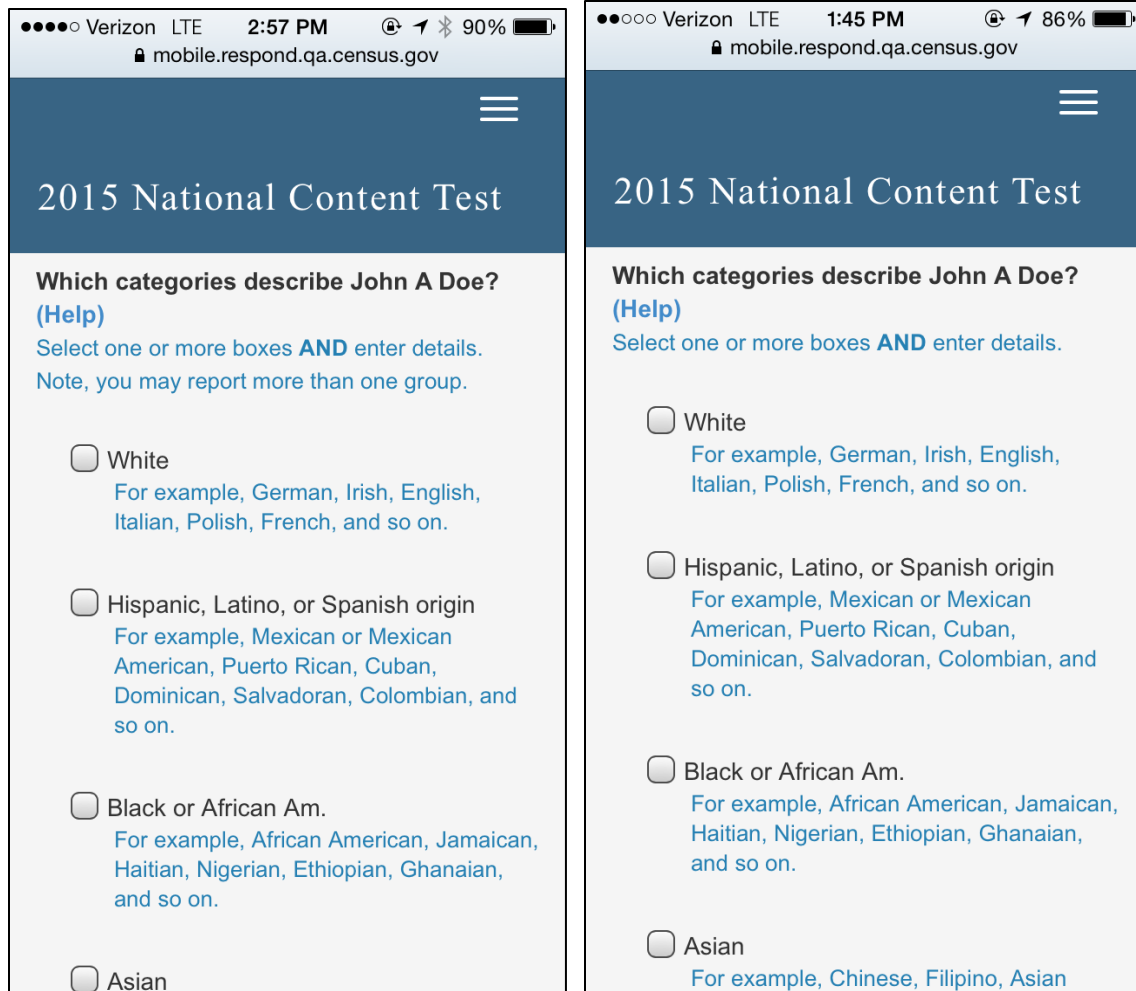 Verizon LTE 2:57 PM 90%
mobile.respond.qa.census.gov
2015 National Content Test
Which categories describe John A Doe?
(Help)
Select one or more boxes AND enter details.
Note, you may report more than one group.
White
For example, German, Irish, English,
Italian, Polish, French, and so on.
Hispanic, Latino, or Spanish origin
For example, Mexican or Mexican
American, Puerto Rican, Cuban,
Dominican, Salvadoran, Colombian, and
so on.
Black or African Am.
For example, African American, Jamaican,
Haitian, Nigerian, Ethiopian, Ghanaian,
and so on.
Asian
Verizon LTE 1:45 PM 86%
mobile.respond.qa.census.gov
2015 National Content Test
Which categories describe John A Doe?
(Help)
Select one or more boxes AND enter details.
White
For example, German, Irish, English,
Italian, Polish, French, and so on.
Hispanic, Latino, or Spanish origin
For example, Mexican or Mexican
American, Puerto Rican, Cuban,
Dominican, Salvadoran, Colombian, and
so on.
Black or African Am.
For example, African American, Jamaican,
Haitian, Nigerian, Ethiopian, Ghanaian,
and so on.
Asian
For example, Chinese, Filipino, Asian